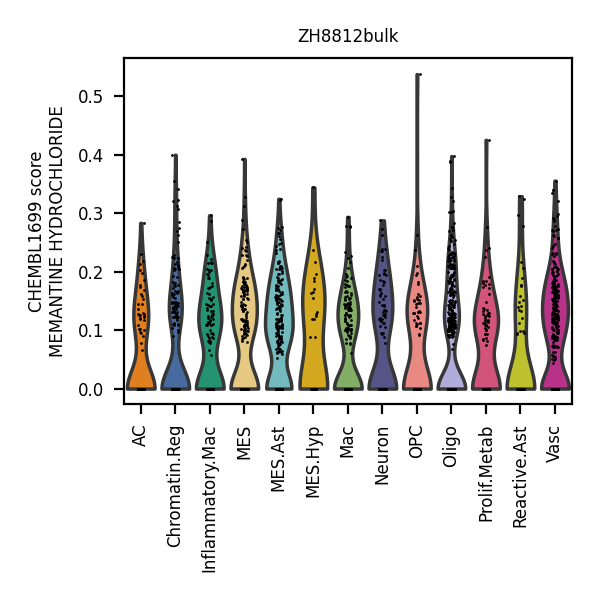 ZH8812bulk
CHEMBL1699 score
MEMANTINE HYDROCHLORIDE
0.5
0.4
0.3
0.2
0.1
0.0
AC
Chromatin.Reg
Inflammatory.Mac
MES
MES.Ast
MES.Hyp
Mac
Neuron
OPC
Oligo
Prolif.Metab
Reactive.Ast
Vasc